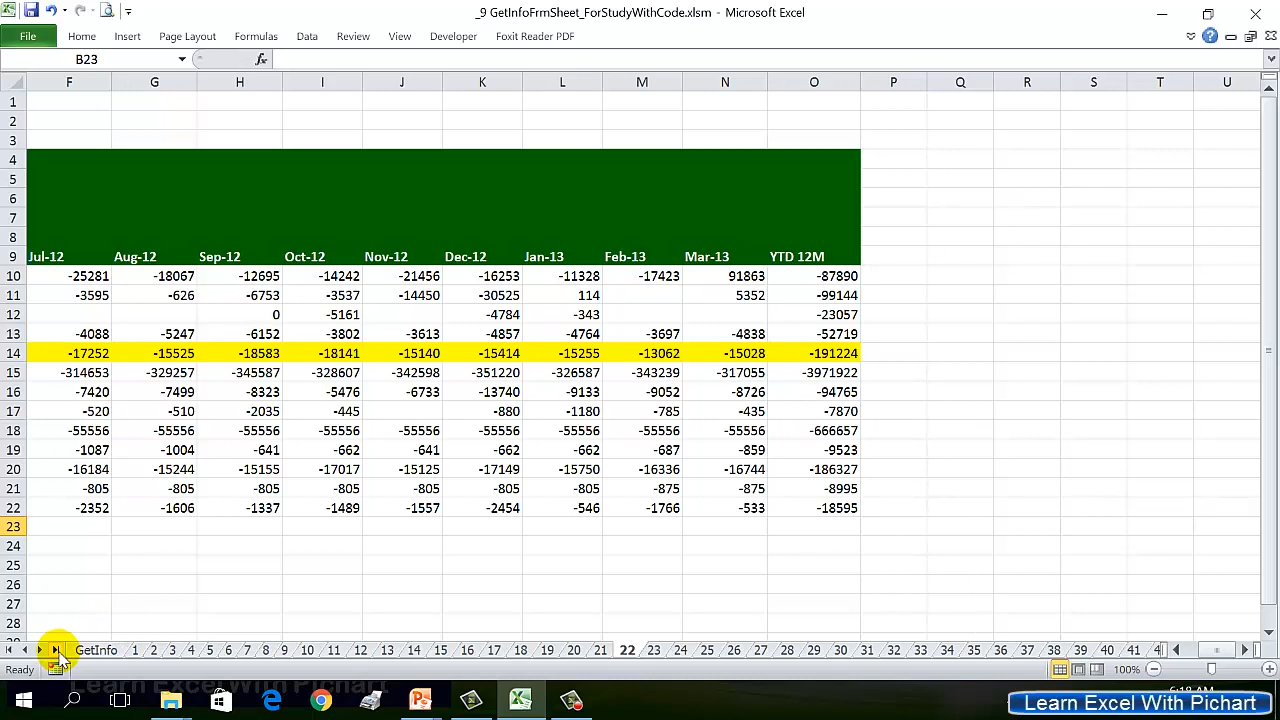 _9 GetInfoFrmSheet_ForStudyWithCode.xlsm - Microsoft Excel
File Home Insert Page Layout Formulas Data Review View Developer Foxit Reader PDF
B23 fx
F G H I J K L M N O P Q R S T U
1
2
3
4
5
6
7
8
9 Jul-12 Aug-12 Sep-12 Oct-12 Nov-12 Dec-12 Jan-13 Feb-13 Mar-13 YTD 12M
10 -25281 -18067 -12695 -14242 -21456 -16253 -11328 -17423 91863 -87890
11 -3595 -626 -6753 -3537 -14450 -30525 114 5352 -99144
12 0 -5161 -4784 -343 -23057
13 -4088 -5247 -6152 -3802 -3613 -4857 -4764 -3697 -4838 -52719
14 -17252 -15525 -18583 -18141 -15140 -15414 -15255 -13062 -15028 -191224
15 -314653 -329257 -345587 -328607 -342598 -351220 -326587 -343239 -317055 -3971922
16 -7420 -7499 -8323 -5476 -6733 -13740 -9133 -9052 -8726 -94765
17 -520 -510 -2035 -445 -880 -1180 -785 -435 -7870
18 -55556 -55556 -55556 -55556 -55556 -55556 -55556 -55556 -55556 -666657
19 -1087 -1004 -641 -662 -641 -662 -662 -687 -859 -9523
20 -16184 -15244 -15155 -17017 -15125 -17149 -15750 -16336 -16744 -186327
21 -805 -805 -805 -805 -805 -805 -805 -875 -875 -8995
22 -2352 -1606 -1337 -1489 -1557 -2454 -546 -1766 -533 -18595
23
24
25
26
27
28
GetInfo 1 2 3 4 5 6 7 8 9 10 11 12 13 14 15 16 17 18 19 20 21 22 23 24 25 26 27 28 29 30 31 32 33 34 35 36 37 38 39 40 41
Ready 100%
Learn Excel With Pichart
Learn Excel With Pichart